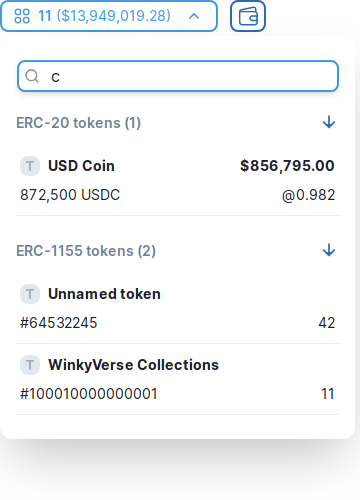 11 ($13,949,019.28)
c
ERC-20 tokens (1)
T USD Coin $856,795.00
872,500 USDC @0.982
ERC-1155 tokens (2)
T Unnamed token
#64532245 42
T WinkyVerse Collections
#100010000000001 11